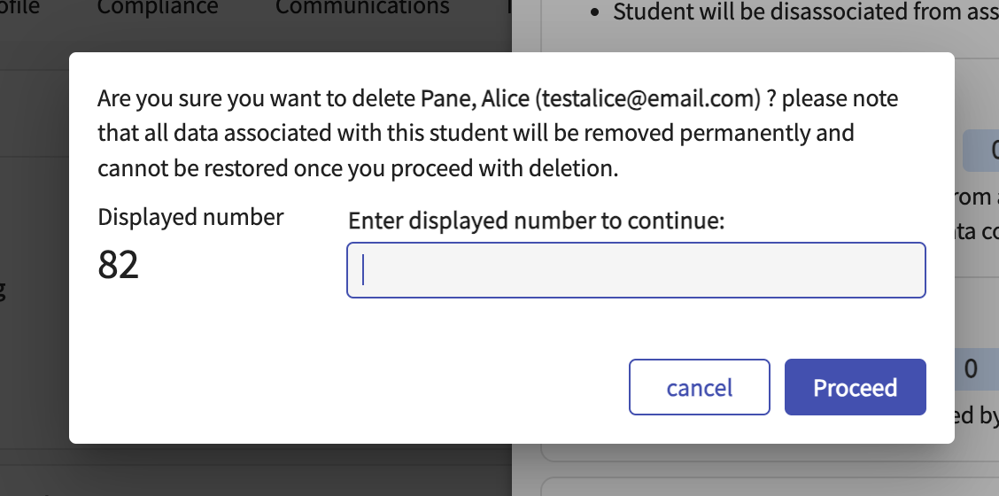 Compliance
Communications
Student will be disassociated from
Are you sure you want to delete Pane, Alice (testalice@email.com) ? please note
that all data associated with this student will be removed permanently and
cannot be restored once you proceed with deletion.
Displayed number
82
Enter displayed number to continue:
cancel
Proceed
0